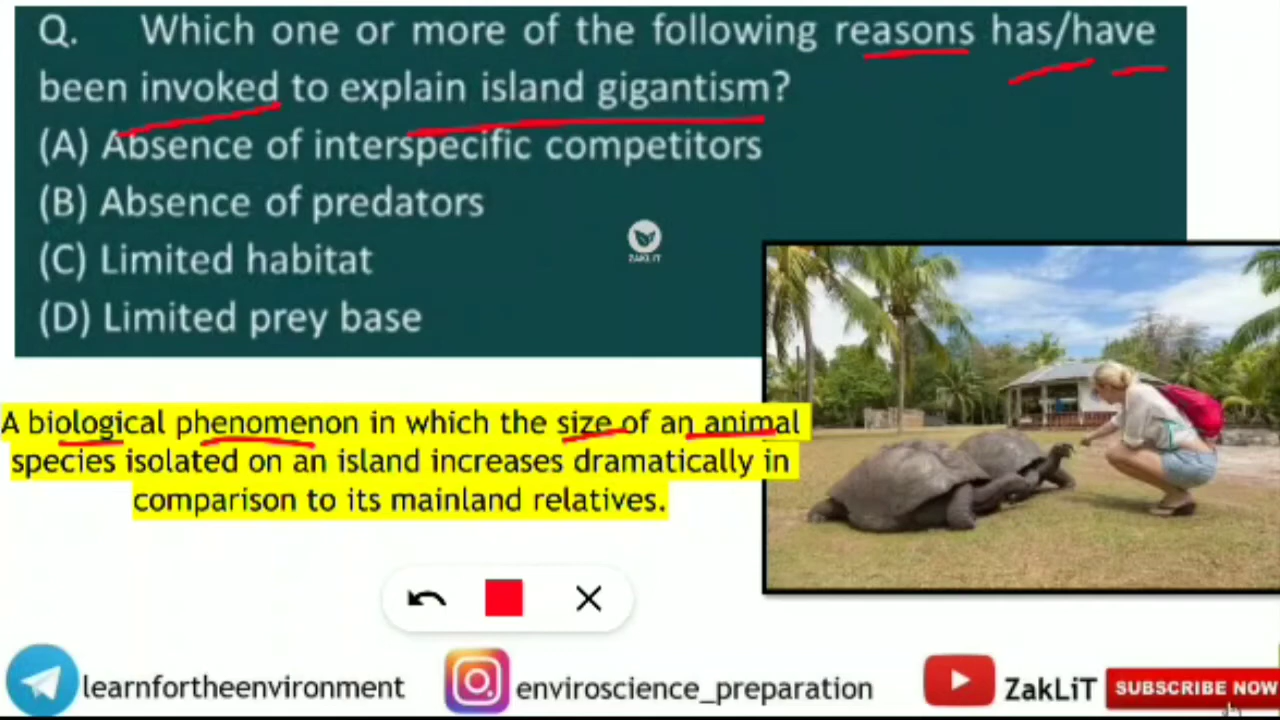 Q. Which one or more of the following reasons has/have
been invoked to explain island gigantism?
(A) Absence of interspecific competitors
(B) Absence of predators
(C) Limited habitat
(D) Limited prey base
ZAKLIT
A biological phenomenon in which the size of an animal
species isolated on an island increases dramatically in
comparison to its mainland relatives.
learnfortheenvironment
enviroscience_preparation
ZakLiT
SUBSCRIBE NOW